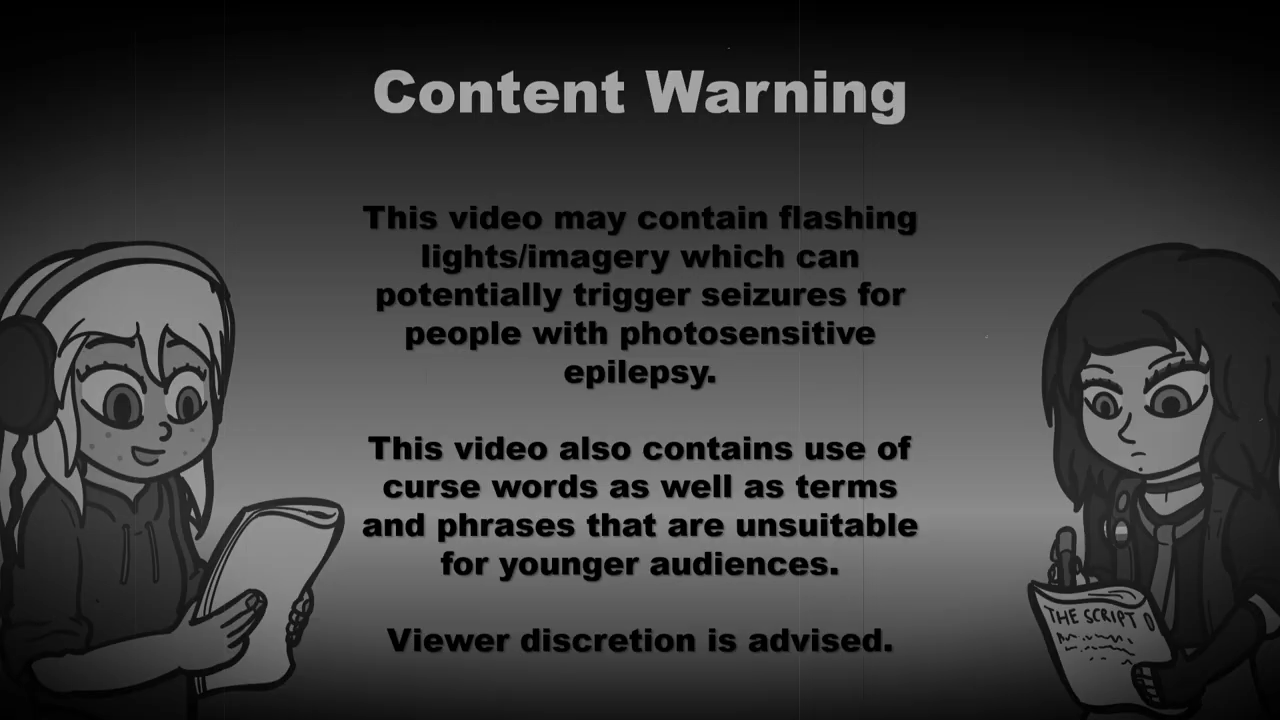 Content Warning
This video may contain flashing
lights/imagery which can
potentially trigger seizures for
people with photosensitive
epilepsy.
This video also contains use of
curse words as well as terms
and phrases that are unsuitable
for younger audiences.
Viewer discretion is advised.
THE SCRIPT